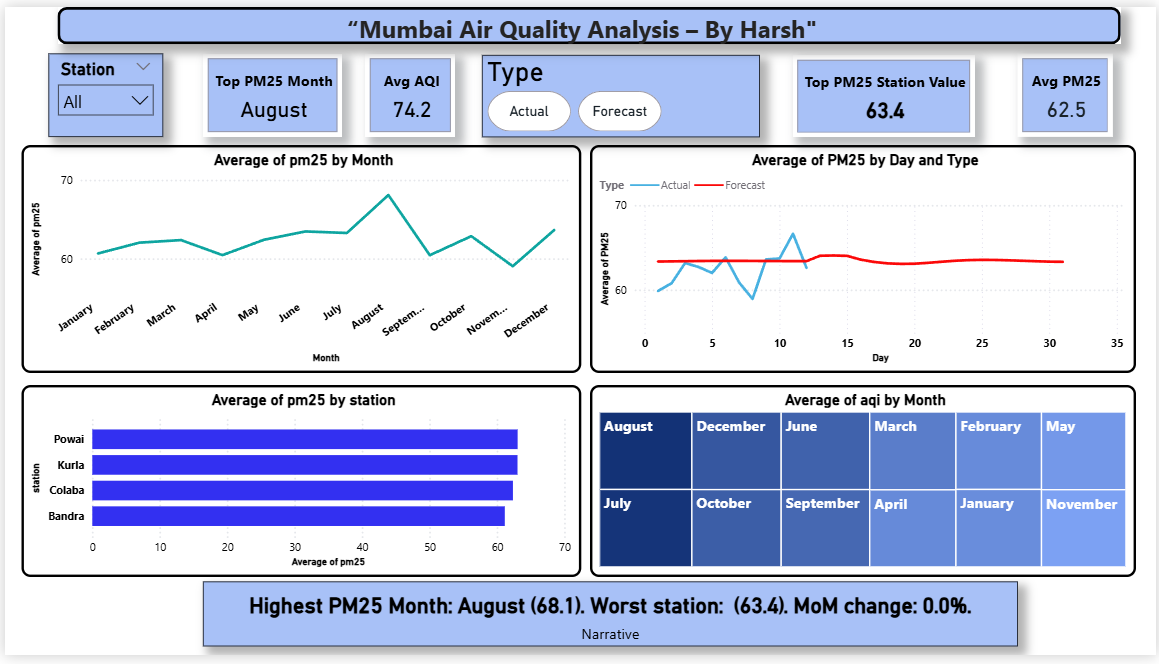 “Mumbai Air Quality Analysis – By Harsh"
Station
All
Top PM25 Month
August
Avg AQI
74.2
Type
Actual
Forecast
Top PM25 Station Value
63.4
Avg PM25
62.5
Average of pm25 by Month
70
60
Average of pm25
January
February
March
April
May
June
July
August
Septem...
October
Novem...
December
Month
Average of PM25 by Day and Type
Type Actual Forecast
70
60
Average of PM25
0 5 10 15 20 25 30 35
Day
Average of pm25 by station
station
Powai
Kurla
Colaba
Bandra
0 10 20 30 40 50 60 70
Average of pm25
Average of aqi by Month
August December June March February May
July October September April January November
Highest PM25 Month: August (68.1). Worst station: (63.4). MoM change: 0.0%.
Narrative